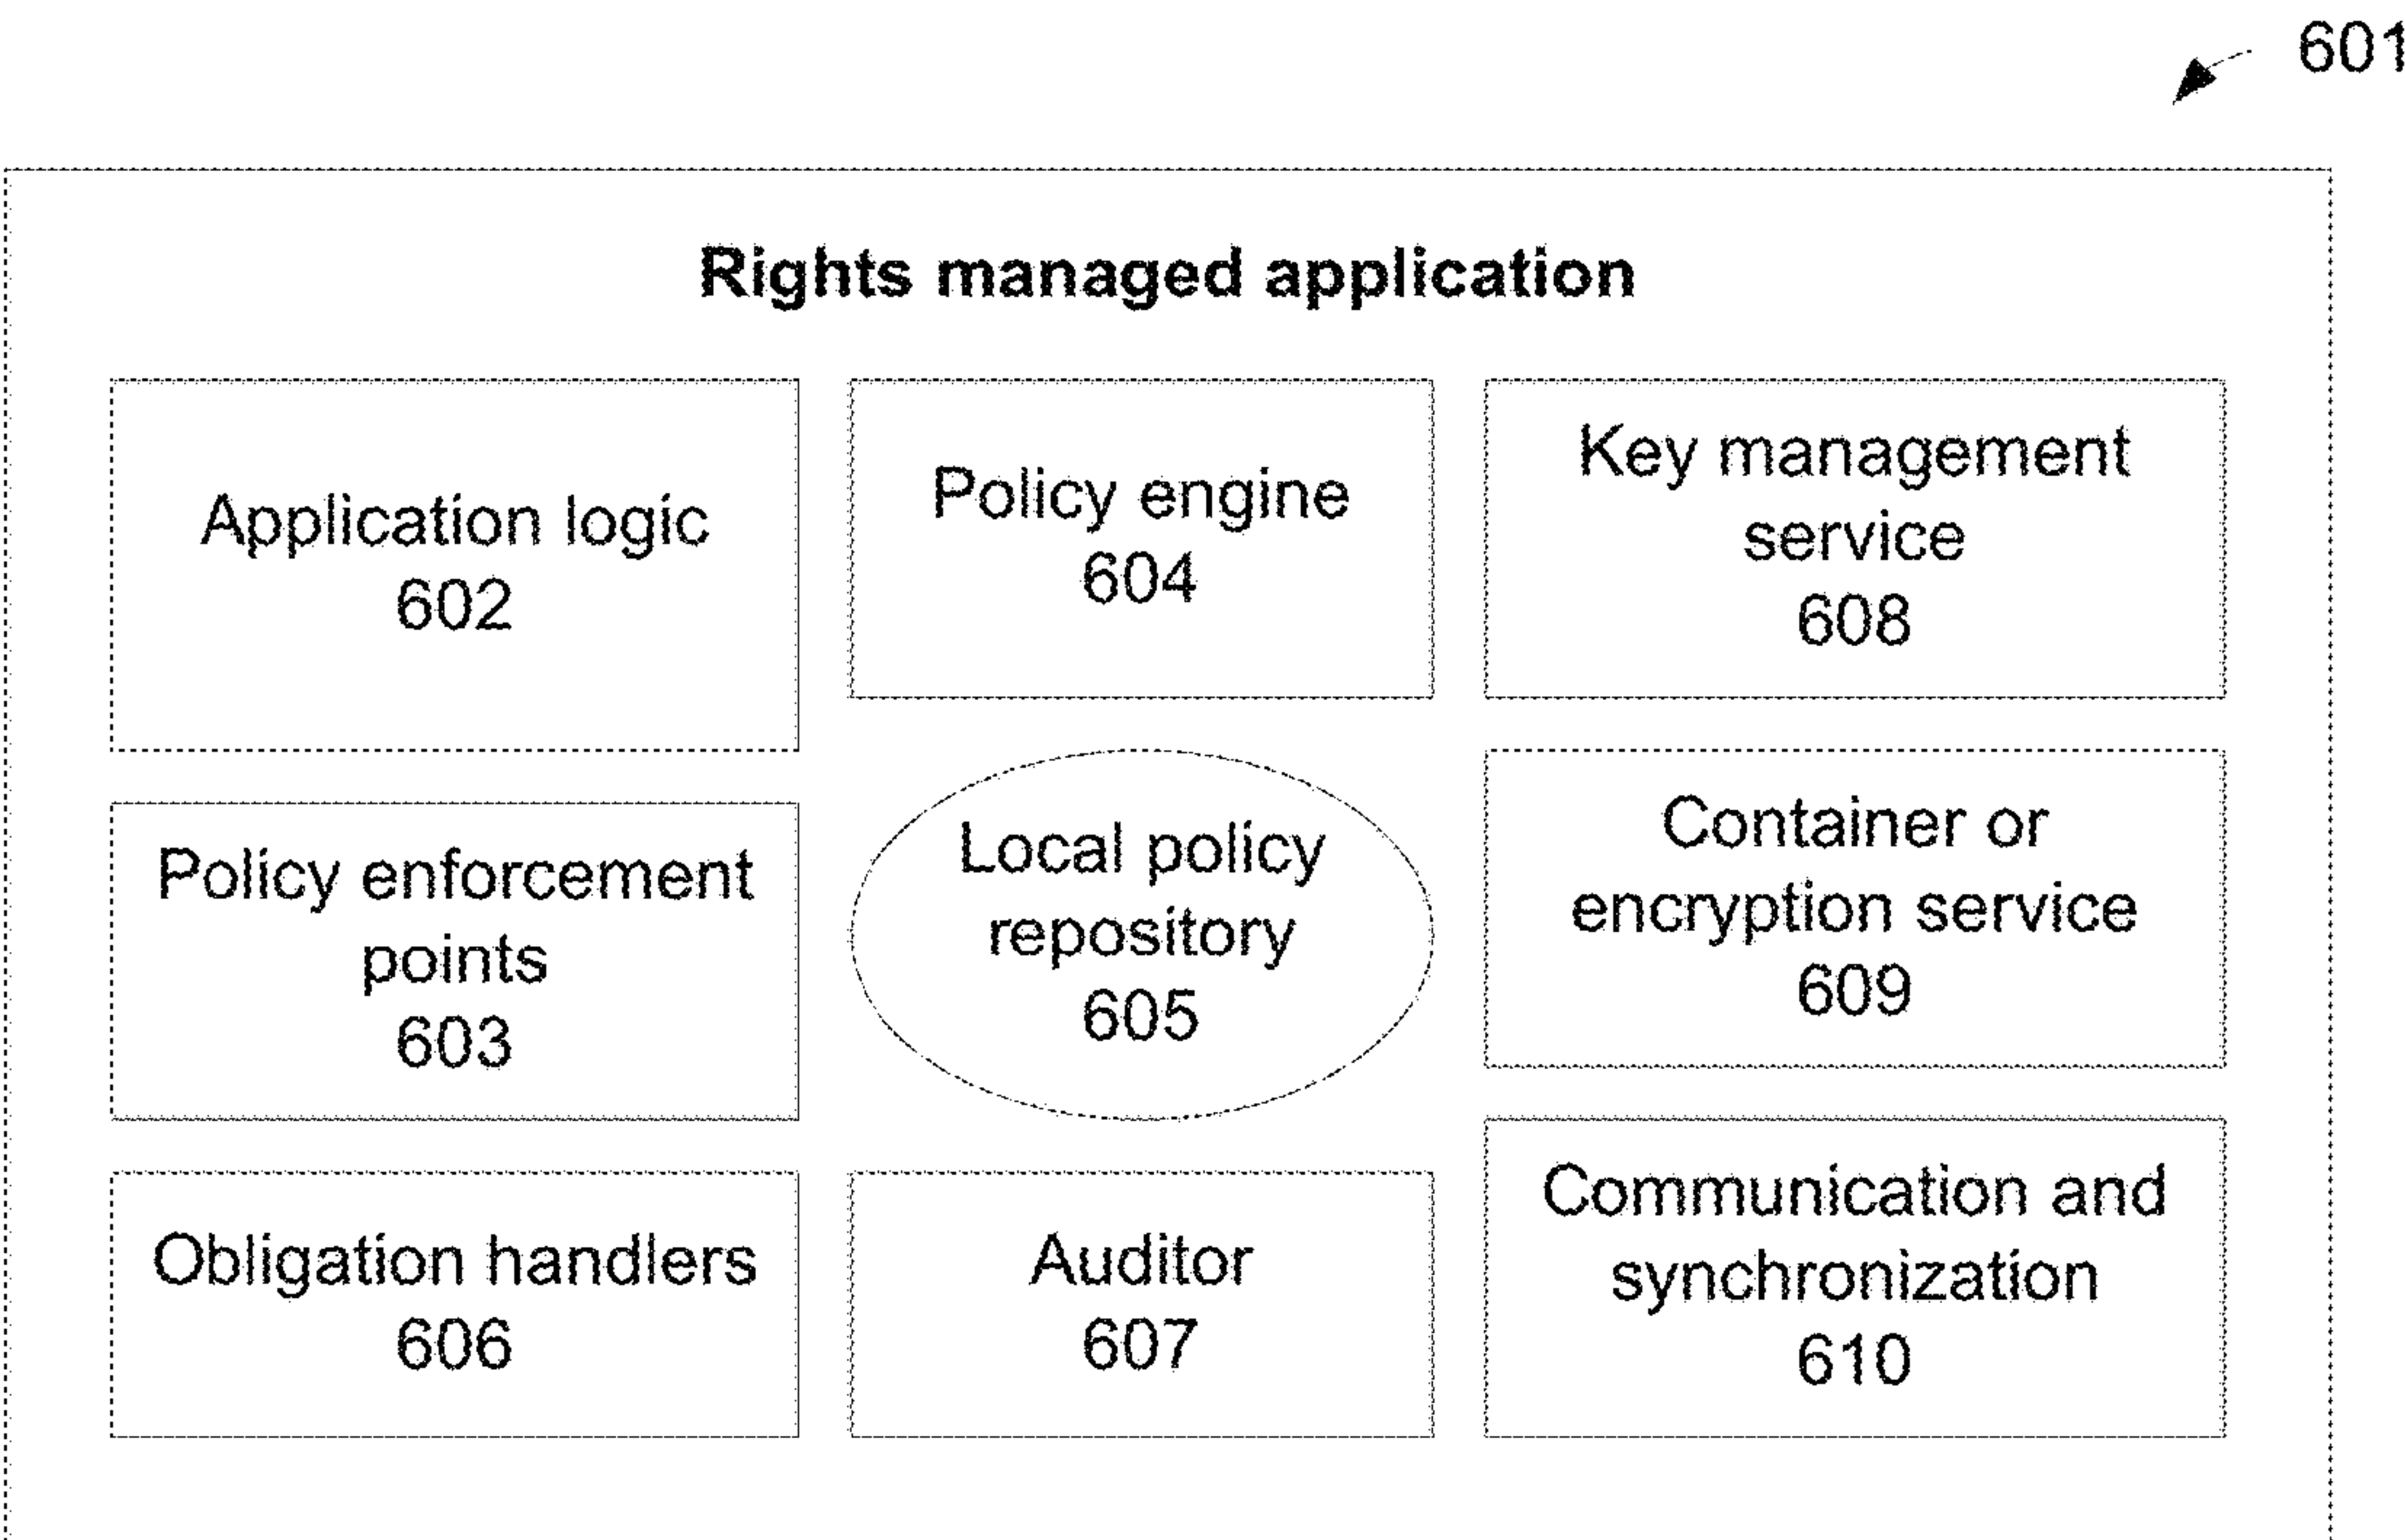 601
Rights managed application
Application logic
602
Policy engine
604
Key management
service
608
Policy enforcement
points
603
Local policy
repository
605
Container or
encryption service
609
Obligation handlers
606
Auditor
607
Communication and
synchronization
610